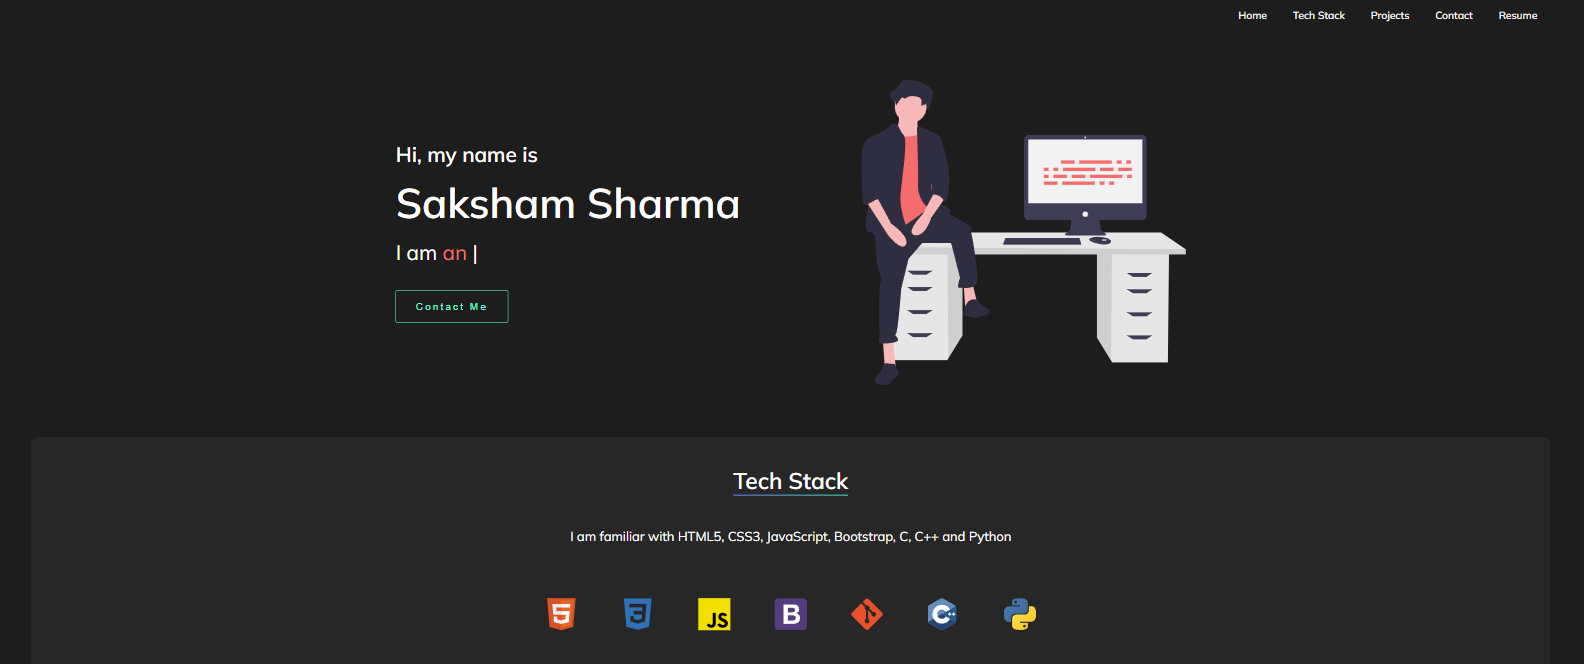 Home Tech Stack Projects Contact Resume
Hi, my name is
Saksham Sharma
I am an |
Contact Me
Tech Stack
I am familiar with HTML5, CSS3, JavaScript, Bootstrap, C, C++ and Python
5 3 JS B C++